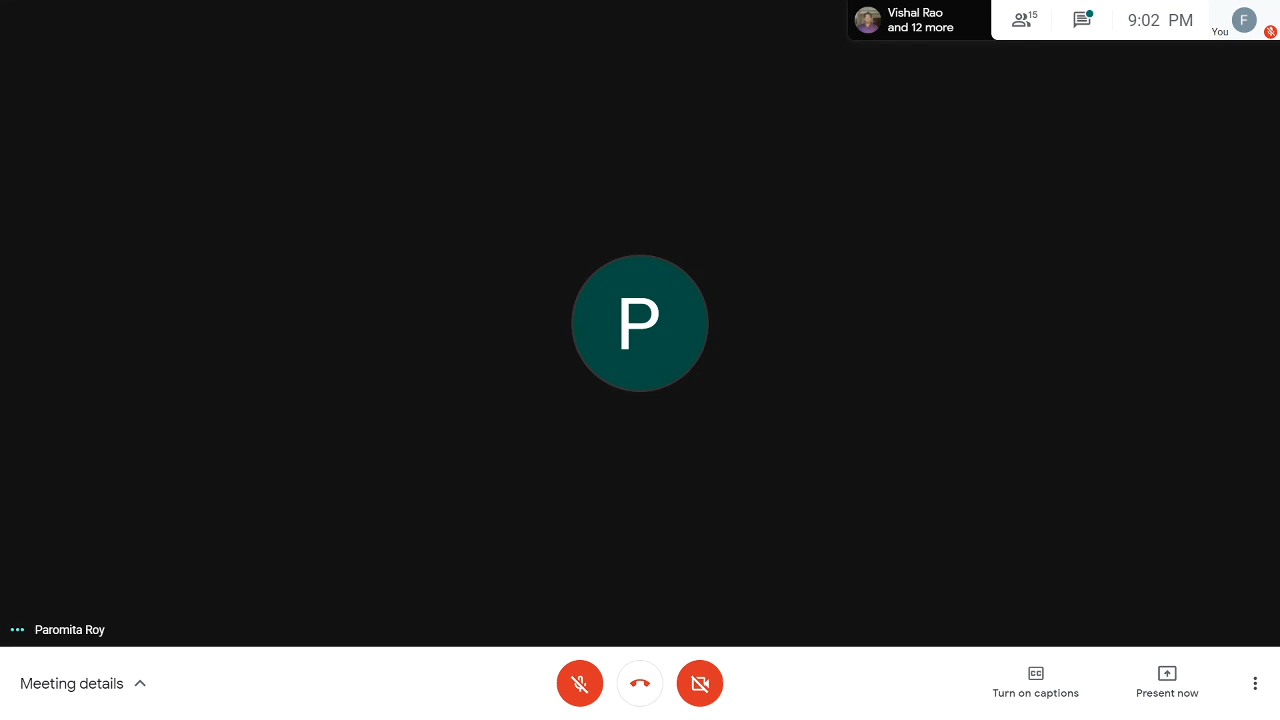 Vishal Rao
and 12 more
15
9:02 PM
You
F
P
Paromita Roy
Meeting details
CC
Turn on captions
Present now